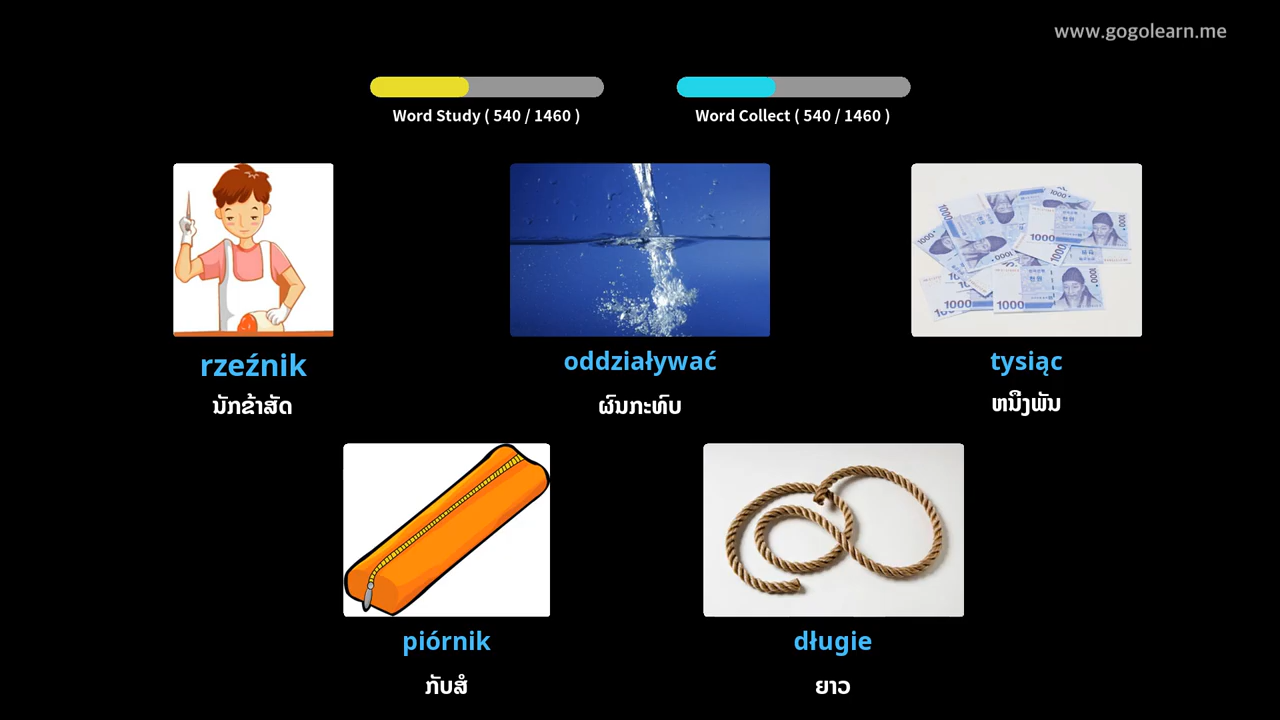 www.gogolearn.me
Word Study ( 540 / 1460 )
Word Collect ( 540 / 1460 )
rzeźnik
ນັກຂ້າສັດ
oddziaływać
ຜົນກະທົບ
tysiąc
ຫນຶ່ງພັນ
piórnik
ກັບສໍ
długie
ຍາວ